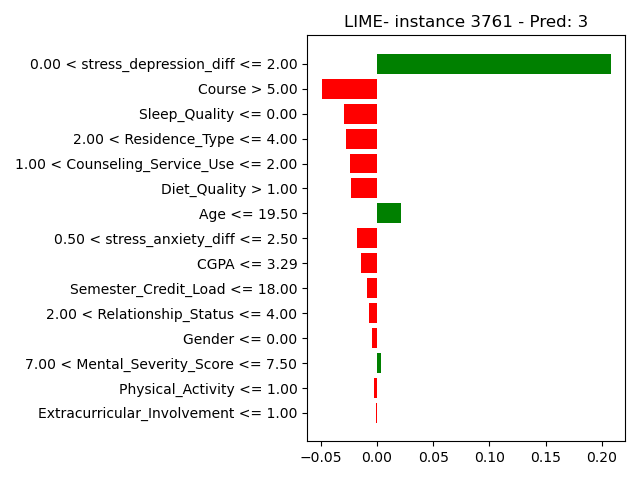 LIME- instance 3761 - Pred: 3
0.00 < stress_depression_diff <= 2.00
Course > 5.00
Sleep_Quality <= 0.00
2.00 < Residence_Type <= 4.00
1.00 < Counseling_Service_Use <= 2.00
Diet_Quality > 1.00
Age <= 19.50
0.50 < stress_anxiety_diff <= 2.50
CGPA <= 3.29
Semester_Credit_Load <= 18.00
2.00 < Relationship_Status <= 4.00
Gender <= 0.00
7.00 < Mental_Severity_Score <= 7.50
Physical_Activity <= 1.00
Extracurricular_Involvement <= 1.00
−0.05 0.00 0.05 0.10 0.15 0.20